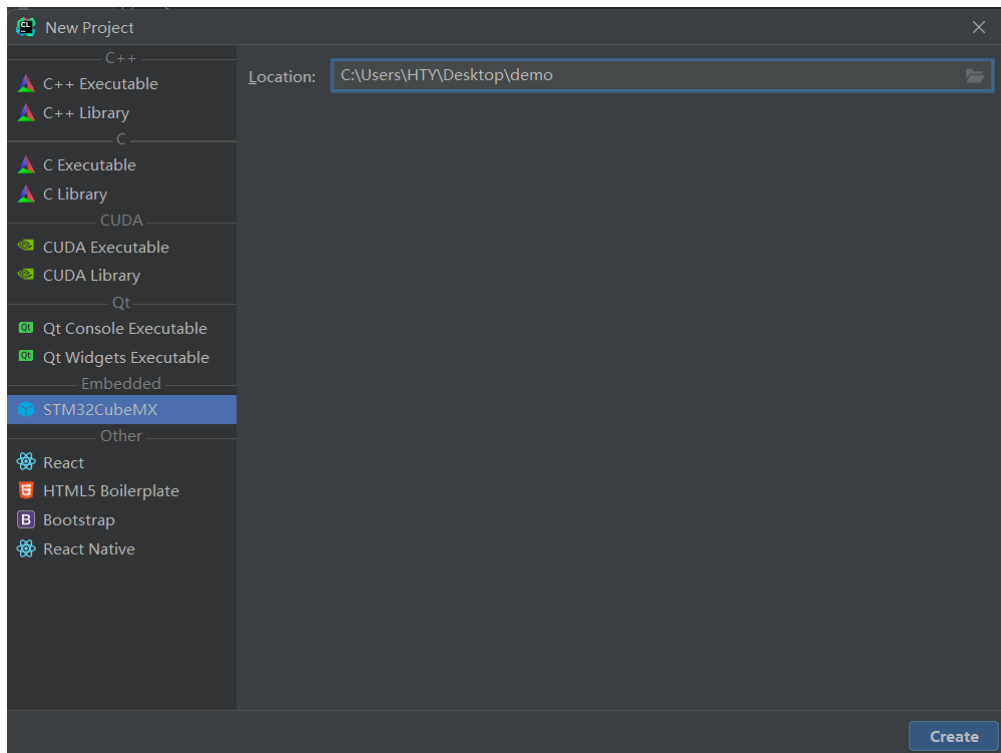 New Project
C++
C++ Executable
C++ Library
C
C Executable
C Library
CUDA
CUDA Executable
CUDA Library
Qt
Qt Console Executable
Qt Widgets Executable
Embedded
STM32CubeMX
Other
React
HTML5 Boilerplate
Bootstrap
React Native
Location: C:\Users\HTY\Desktop\demo
Create